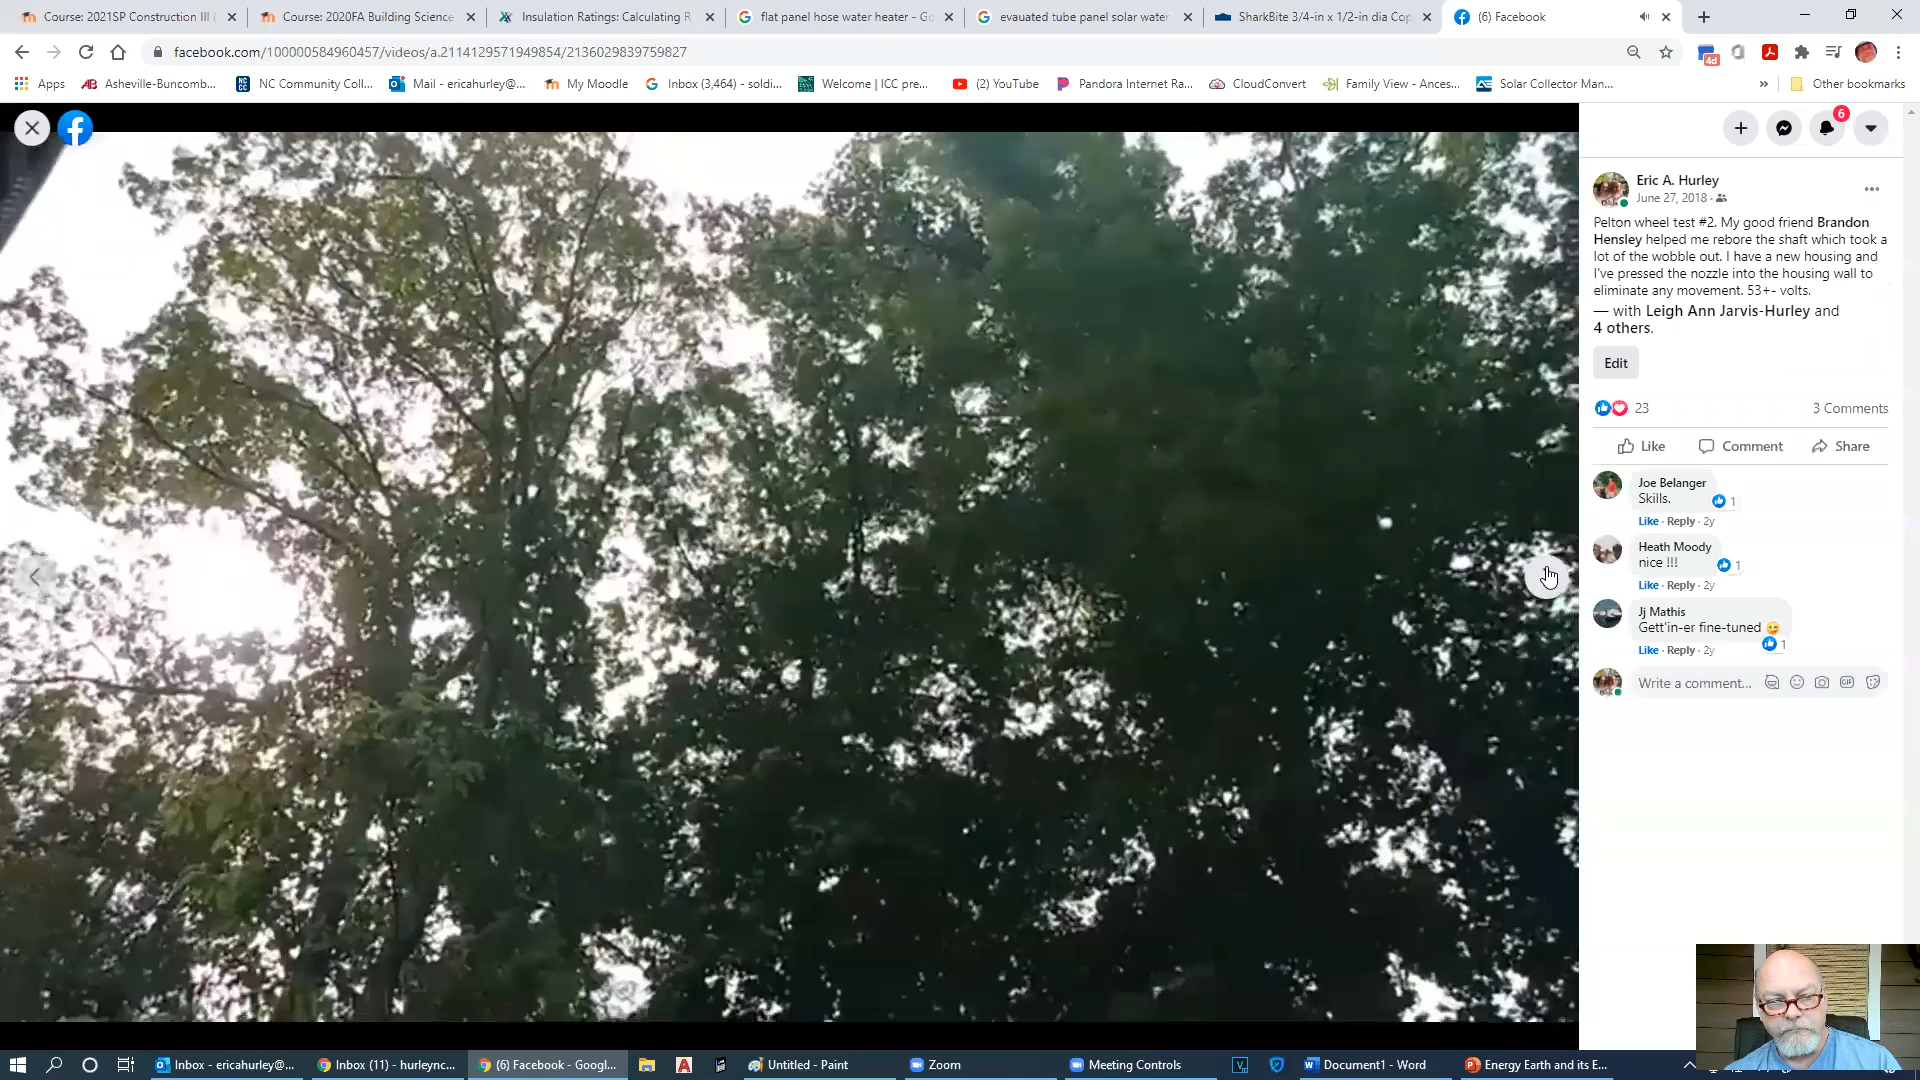 Course: 2021SP Construction III (
Course: 2020FA Building Science
Insulation Ratings: Calculating R
flat panel hose water heater - Go
evauated tube panel solar water
SharkBite 3/4-in x 1/2-in dia Cop
(6) Facebook
facebook.com/100000584960457/videos/a.2114129571949854/2136029839759827
4d
Apps
Asheville-Buncomb...
NC Community Coll...
Mail - ericahurley@...
My Moodle
Inbox (3,464) - soldi...
Welcome | ICC pre...
(2) YouTube
Pandora Internet Ra...
CloudConvert
Family View - Ances...
Solar Collector Man...
»
Other bookmarks
6
Eric A. Hurley
June 27, 2018 ·
Pelton wheel test #2. My good friend Brandon
Hensley helped me rebore the shaft which took a
lot of the wobble out. I have a new housing and
I've pressed the nozzle into the housing wall to
eliminate any movement. 53+- volts.
— with Leigh Ann Jarvis-Hurley and
4 others.
Edit
23
3 Comments
Like
Comment
Share
Joe Belanger
Skills.
1
Like · Reply · 2y
Heath Moody
nice !!!
1
Like · Reply · 2y
Jj Mathis
Gett'in-er fine-tuned 😉
1
Like · Reply · 2y
Write a comment...
GIF
Inbox - ericahurley@...
Inbox (11) - hurleync...
(6) Facebook - Googl...
Untitled - Paint
Zoom
Meeting Controls
Document1 - Word
Energy Earth and its E...